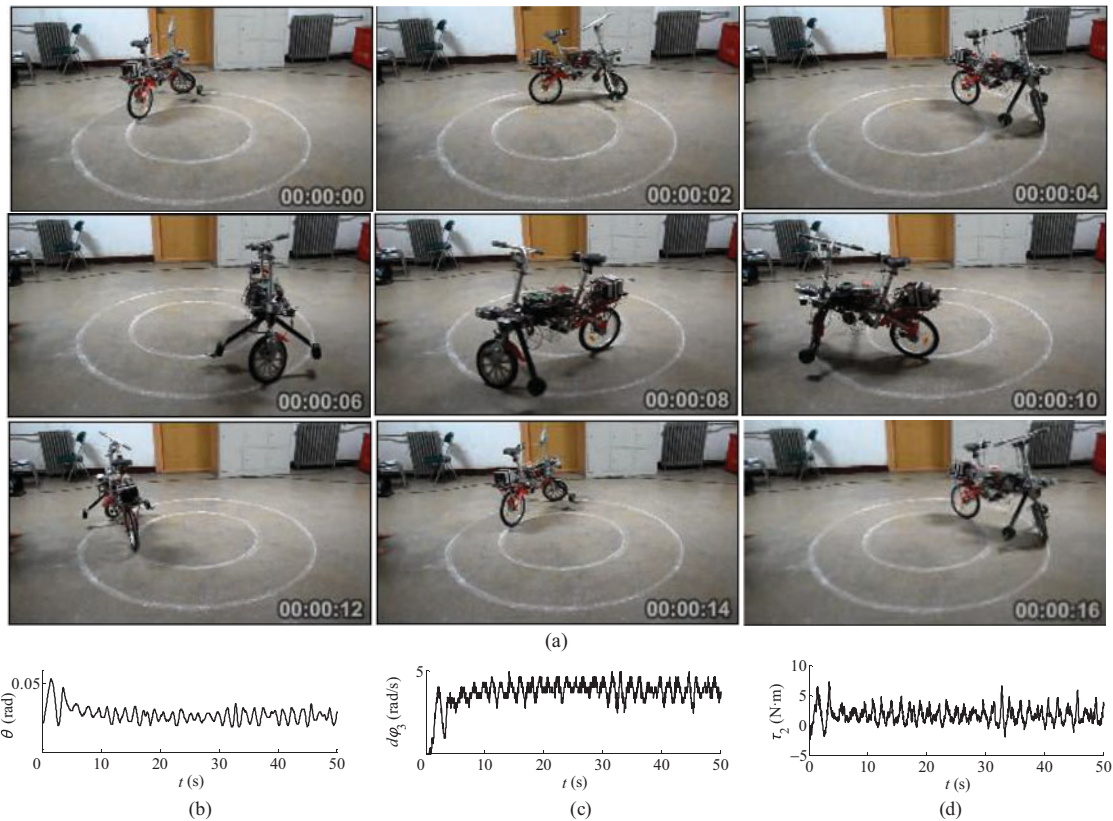 00:00:00
00:00:02
00:00:04
00:00:06
00:00:08
00:00:10
00:00:12
00:00:14
00:00:16
(a)
0.05
θ (rad)
0 10 20 30 40 50
t (s)
(b)
5
dφ3 (rad/s)
0 10 20 30 40 50
t (s)
(c)
10
5
0
−5
τ2 (N·m)
0 10 20 30 40 50
t (s)
(d)